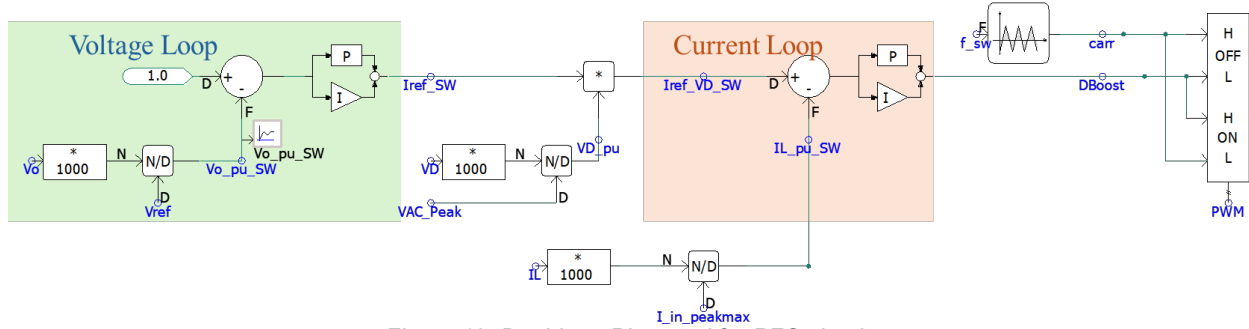 Voltage Loop
Current Loop
1.0
D
+
-
F
P
I
Iref_SW
*
Iref_VD_SW
D
+
-
F
P
I
F
f_sw
carr
DBoost
H
OFF
L
H
ON
L
PWM
Vo
*
1000
N
N/D
D
Vref
Vo_pu_SW
Vo_pu_SW
VD
*
1000
N
N/D
D
VD_pu
VAC_Peak
IL_pu_SW
IL
*
1000
N
N/D
D
I_in_peakmax